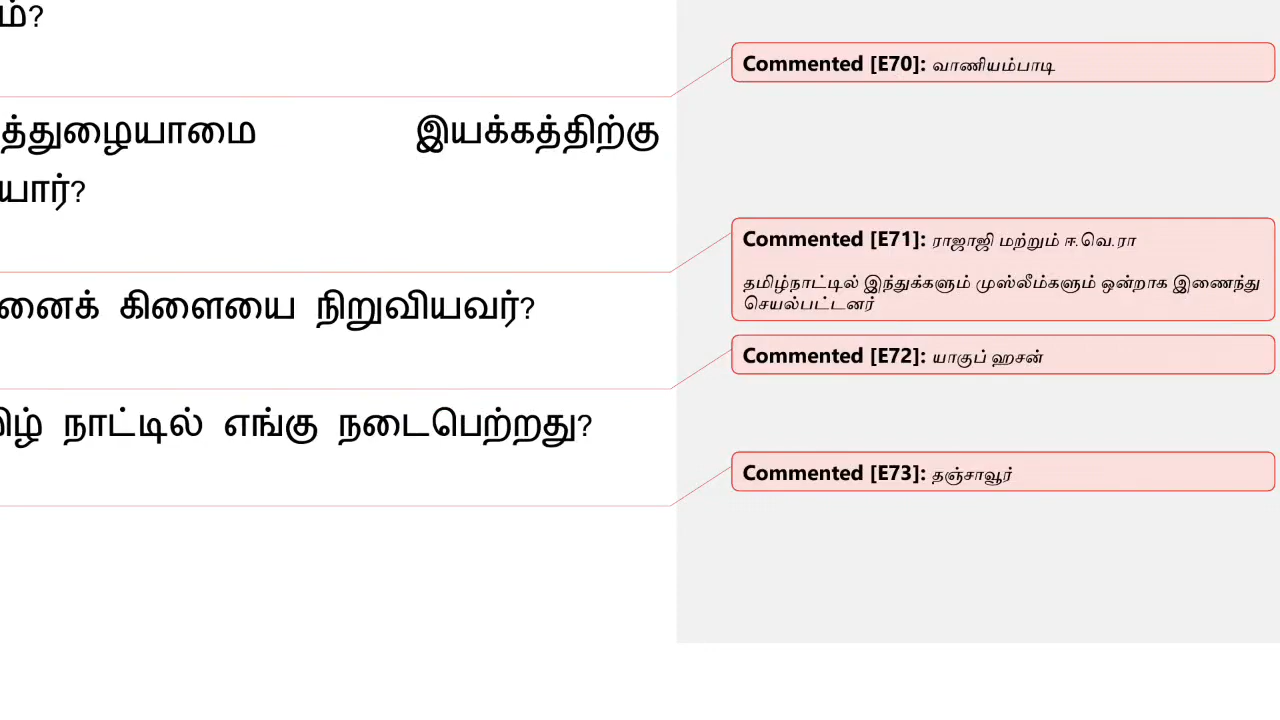 ம்?
Commented [E70]: வாணியம்பாடி
த்துழையாமை இயக்கத்திற்கு
யார்?
Commented [E71]: ராஜாஜி மற்றும் ஈ.வெ.ரா
தமிழ்நாட்டில் இந்துக்களும் முஸ்லீம்களும் ஒன்றாக இணைந்து
செயல்பட்டனர்
னைக் கிளையை நிறுவியவர்?
Commented [E72]: யாகுப் ஹசன்
மிழ் நாட்டில் எங்கு நடைபெற்றது?
Commented [E73]: தஞ்சாவூர்